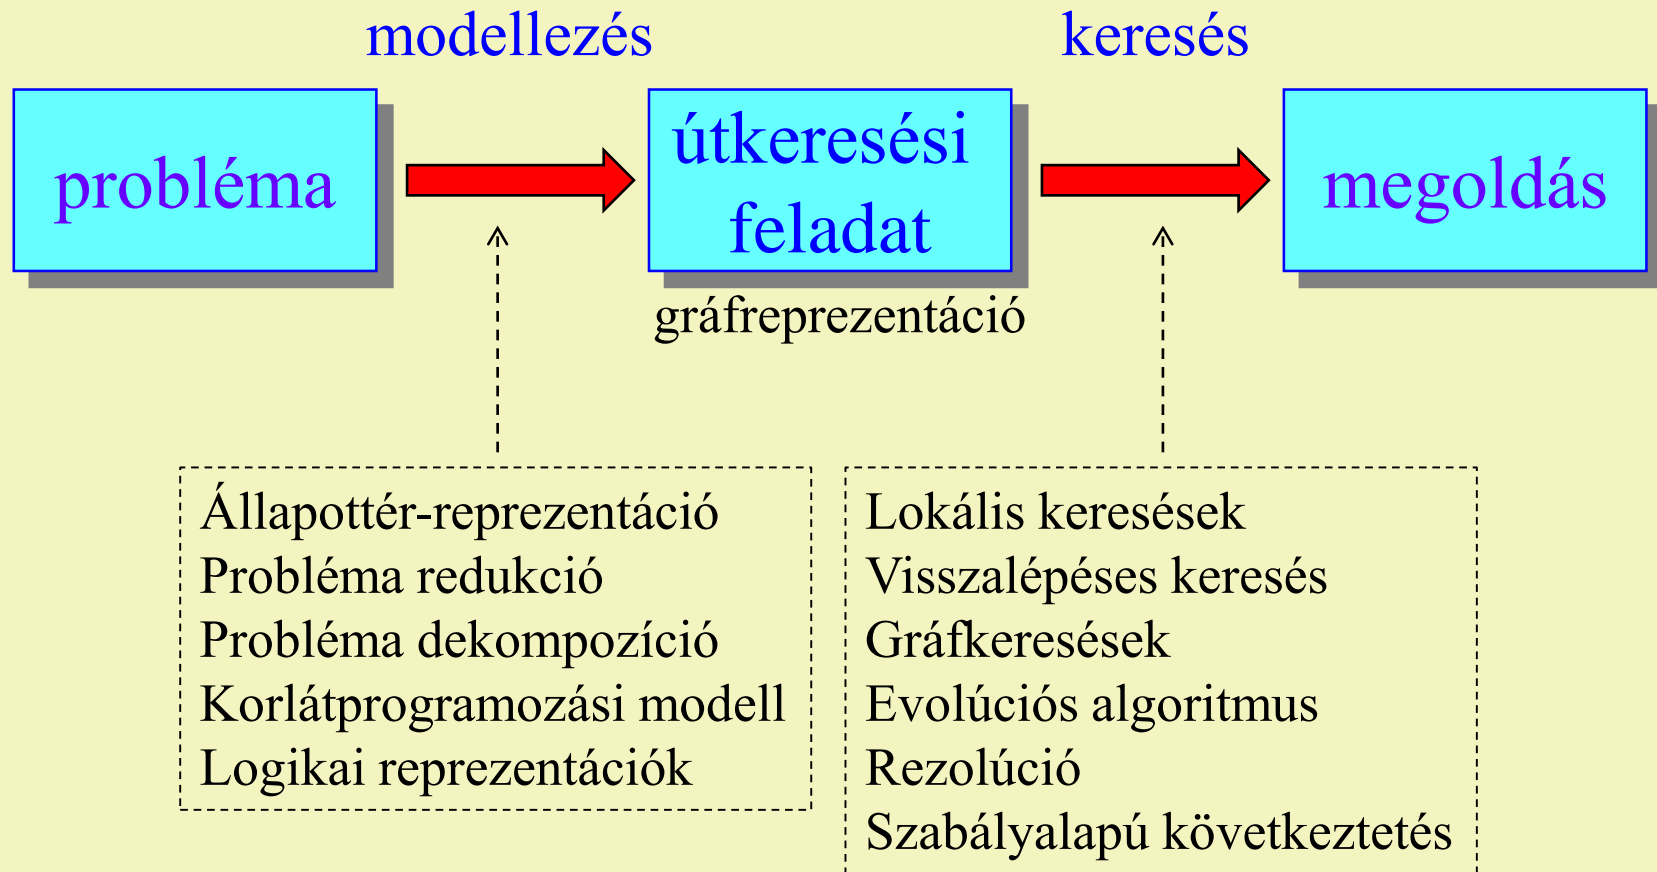 modellezés
keresés
probléma
útkeresési
feladat
megoldás
gráfreprezentáció
Állapottér-reprezentáció
Probléma redukció
Probléma dekompozíció
Korlátprogramozási modell
Logikai reprezentációk
Lokális keresések
Visszalépéses keresés
Gráfkeresések
Evolúciós algoritmus
Rezolúció
Szabályalapú következtetés